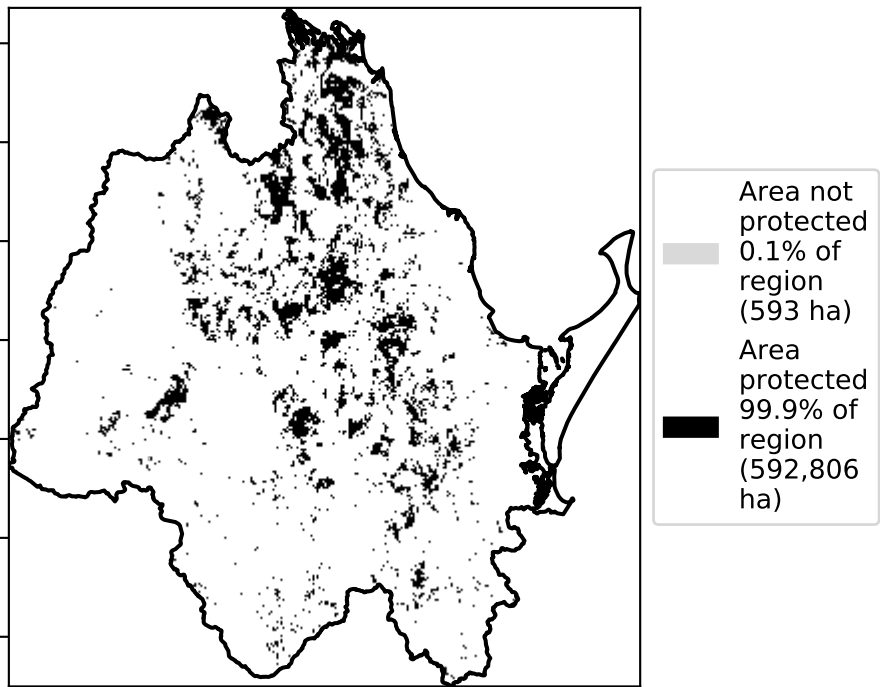 Area not
protected
0.1% of
region
(593 ha)
Area
protected
99.9% of
region
(592,806
ha)